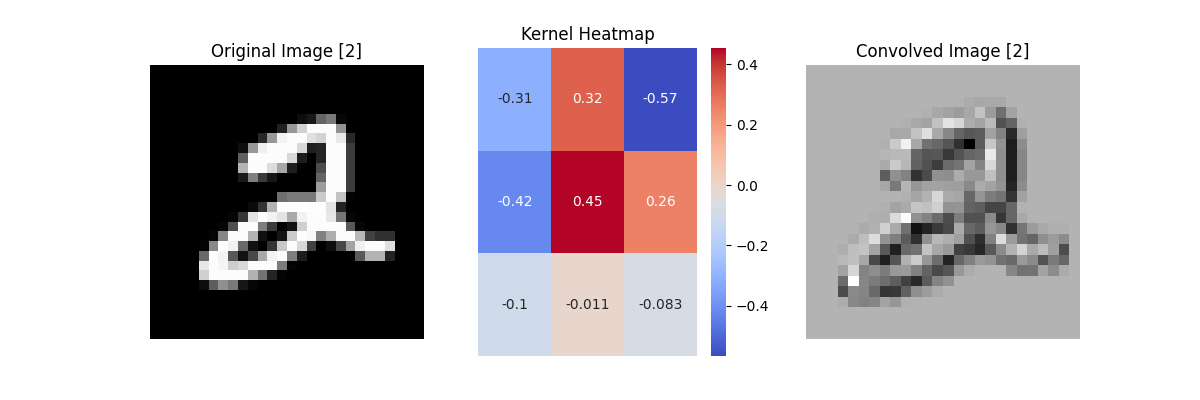 Original Image [2]
Kernel Heatmap
Convolved Image [2]
-0.31 0.32 -0.57
-0.42 0.45 0.26
-0.1 -0.011 -0.083
0.4
0.2
0.0
−0.2
−0.4
2